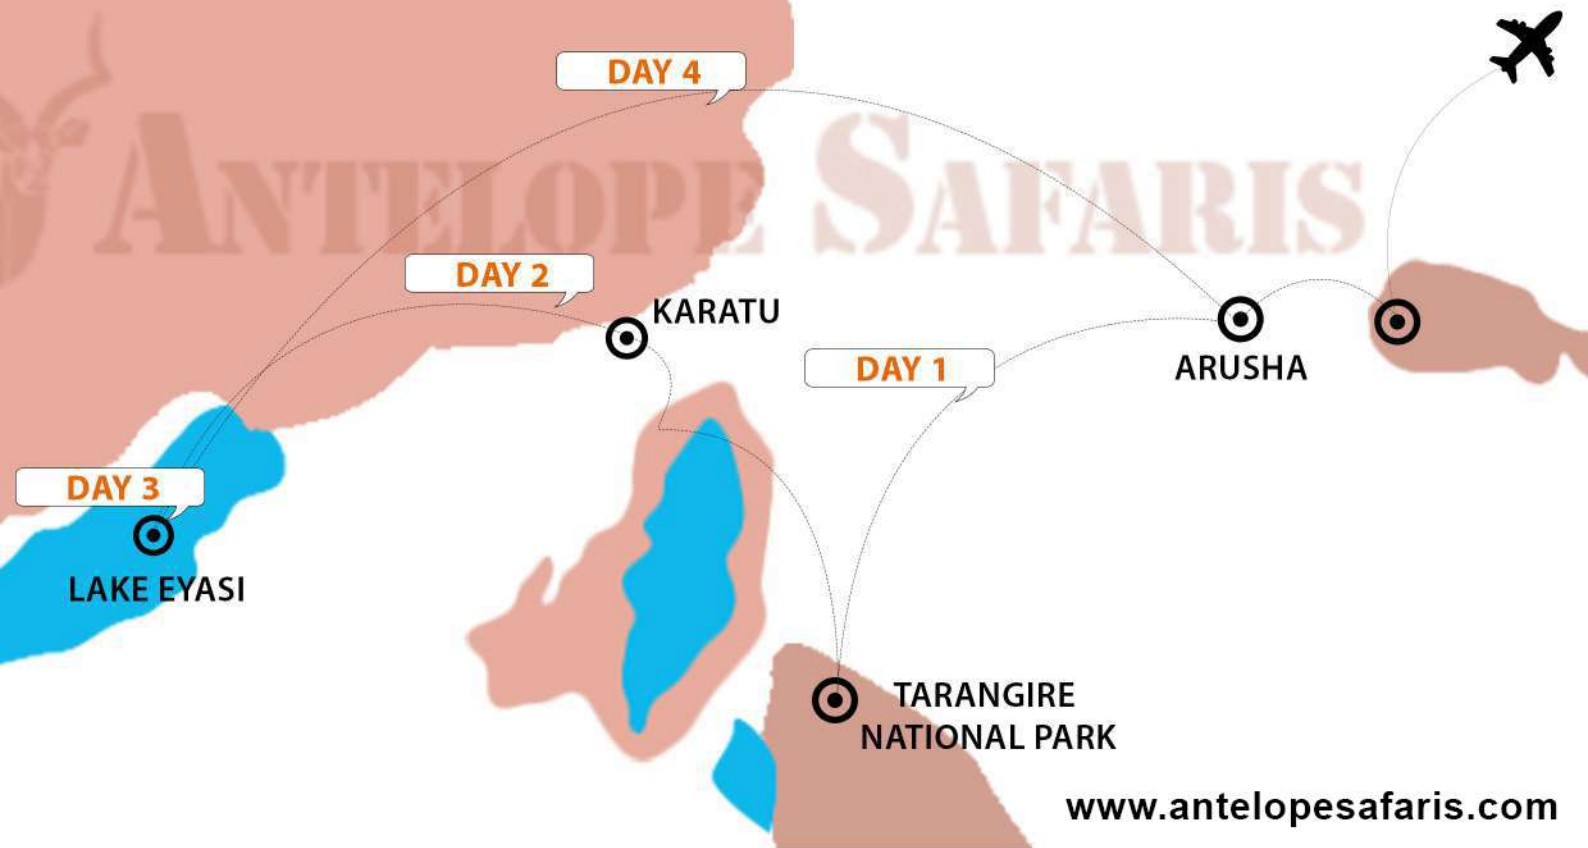 DAY 4
ANTELOPE SAFARIS
DAY 2
KARATU
DAY 1
ARUSHA
DAY 3
LAKE EYASI
TARANGIRE
NATIONAL PARK
www.antelopesafaris.com